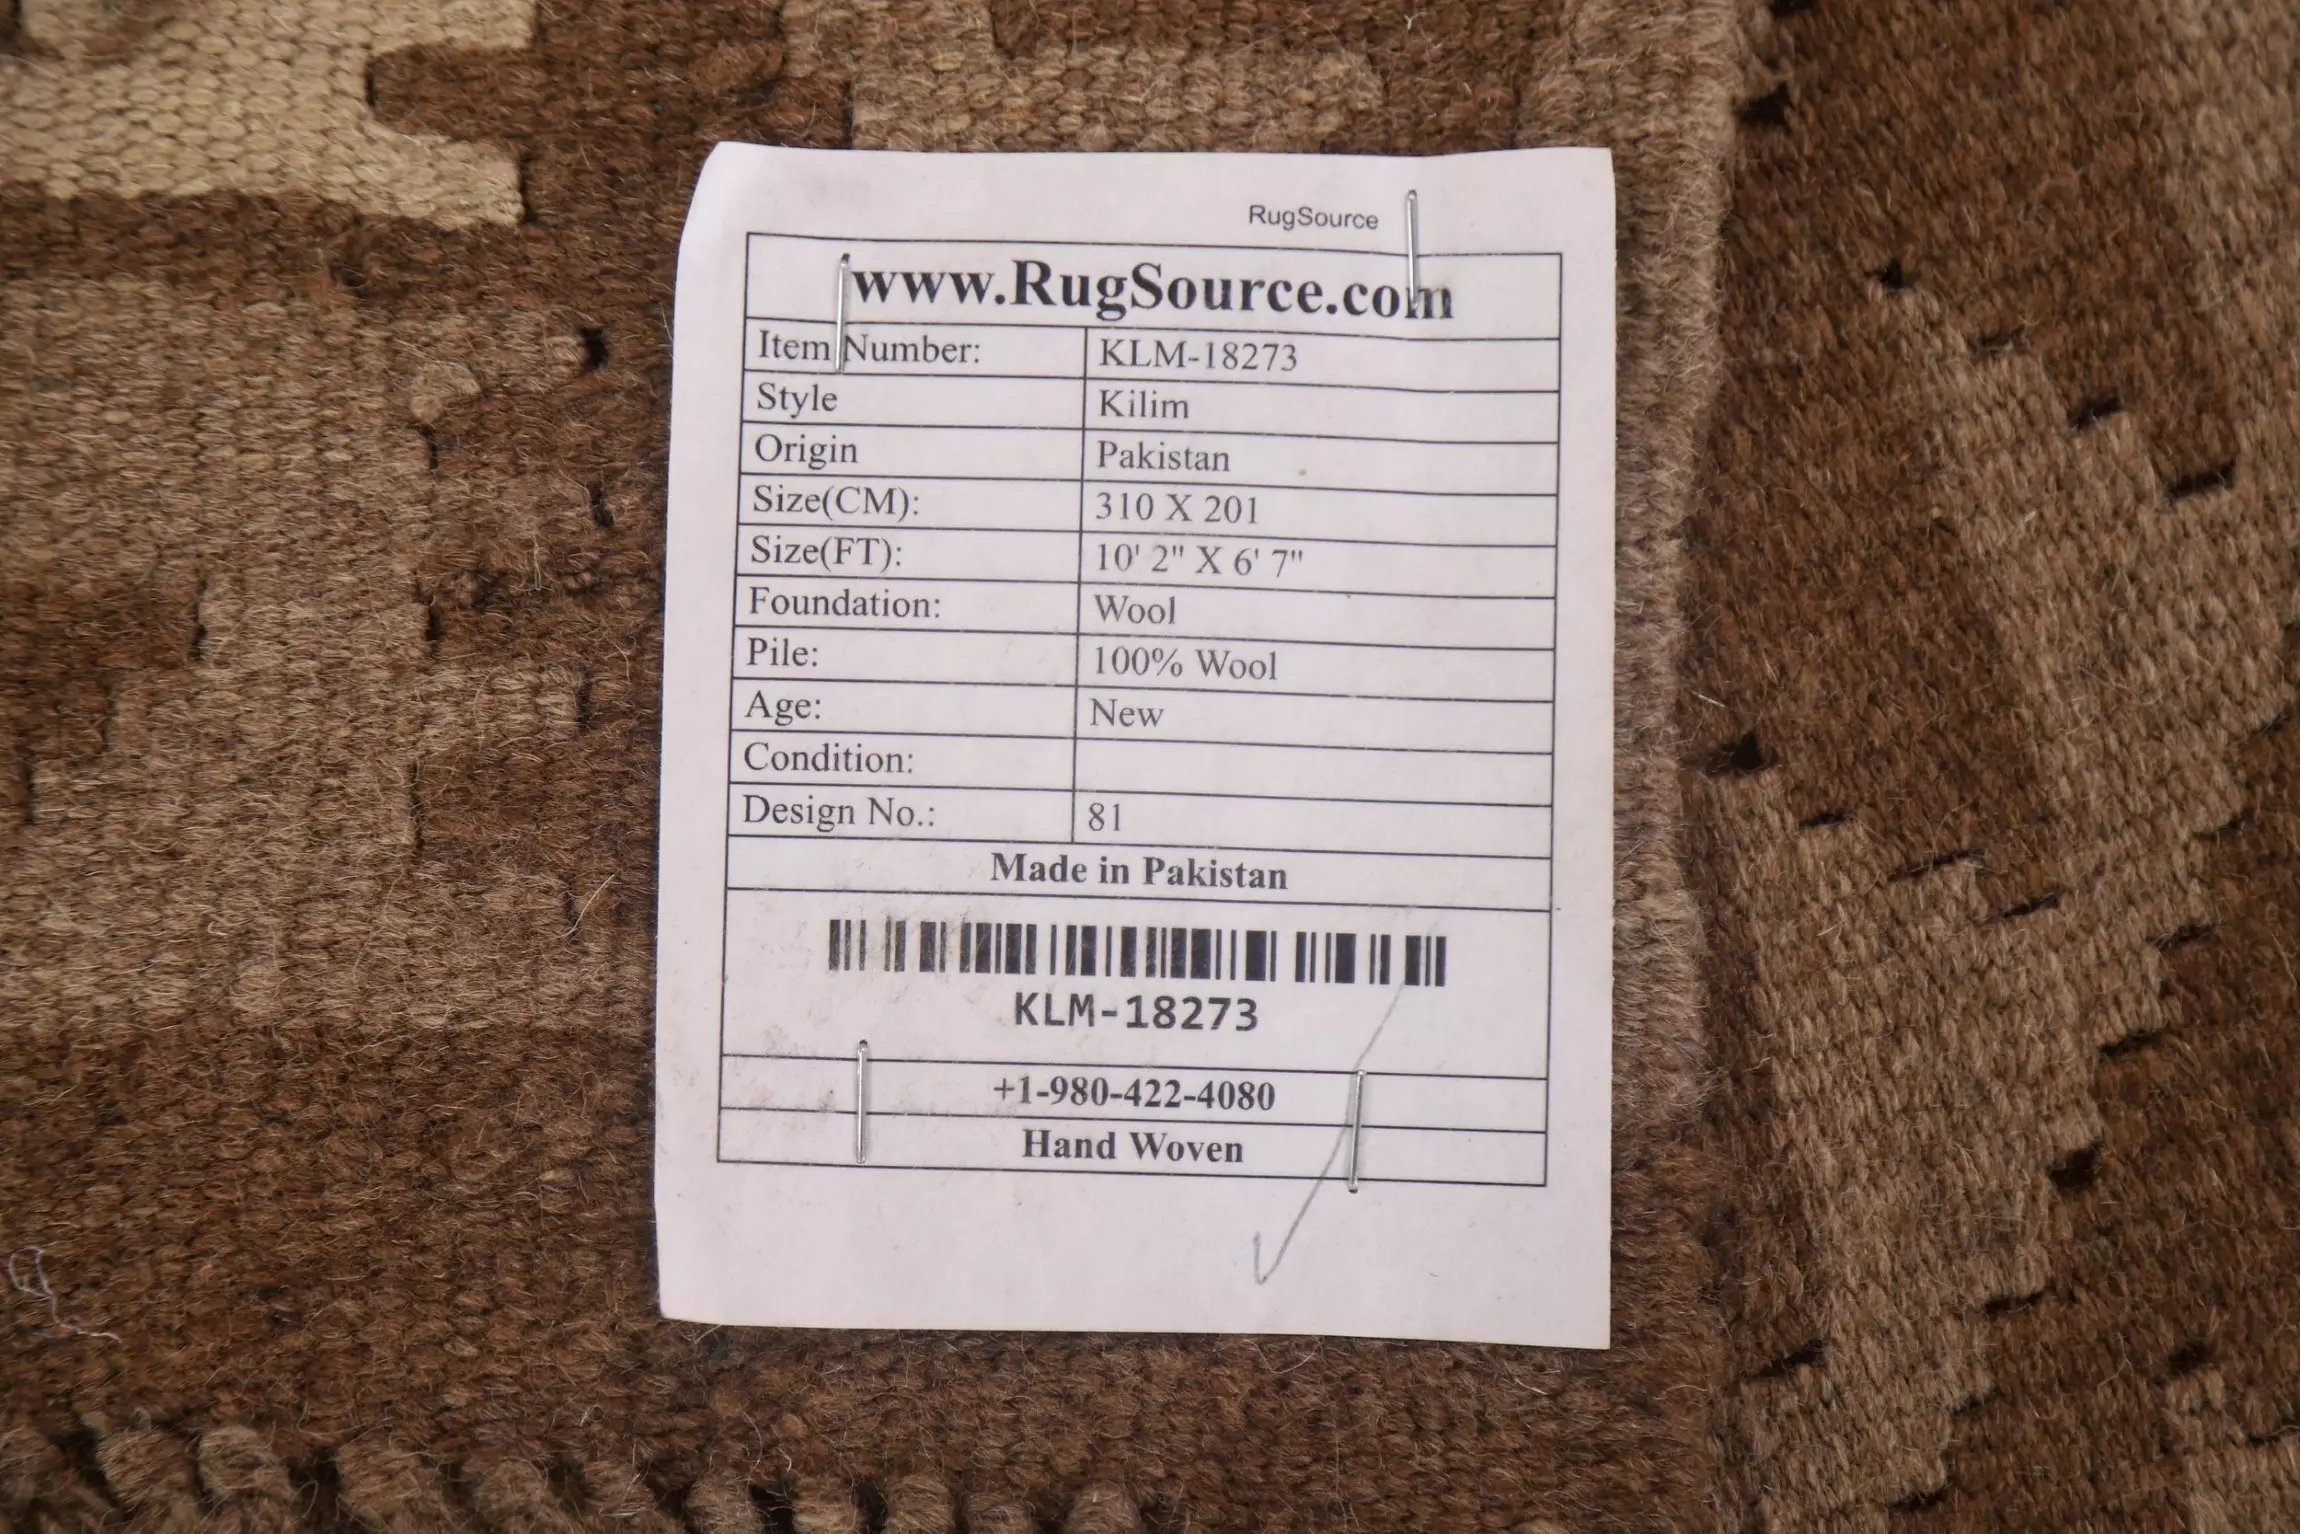 RugSource
www.RugSource.com
Item Number: KLM-18273
Style Kilim
Origin Pakistan
Size(CM): 310 X 201
Size(FT): 10' 2" X 6' 7"
Foundation: Wool
Pile: 100% Wool
Age: New
Condition:
Design No.: 81
Made in Pakistan
KLM-18273
+1-980-422-4080
Hand Woven